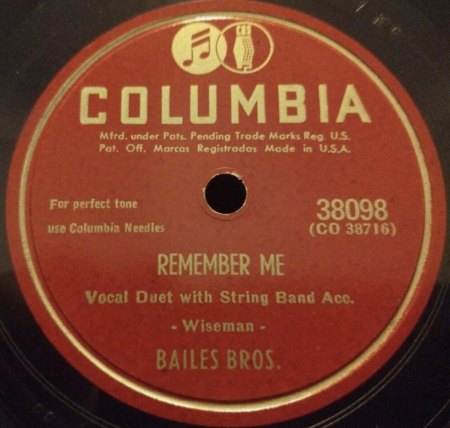 CBS
COLUMBIA
Mfrd. under Pats. Pending Trade Marks Reg. U.S.
Pat. Off. Marcas Registradas Made in U.S.A.
For perfect tone
use Columbia Needles
38098
(CO 38716)
REMEMBER ME
Vocal Duet with String Band Acc.
- Wiseman -
BAILES BROS.